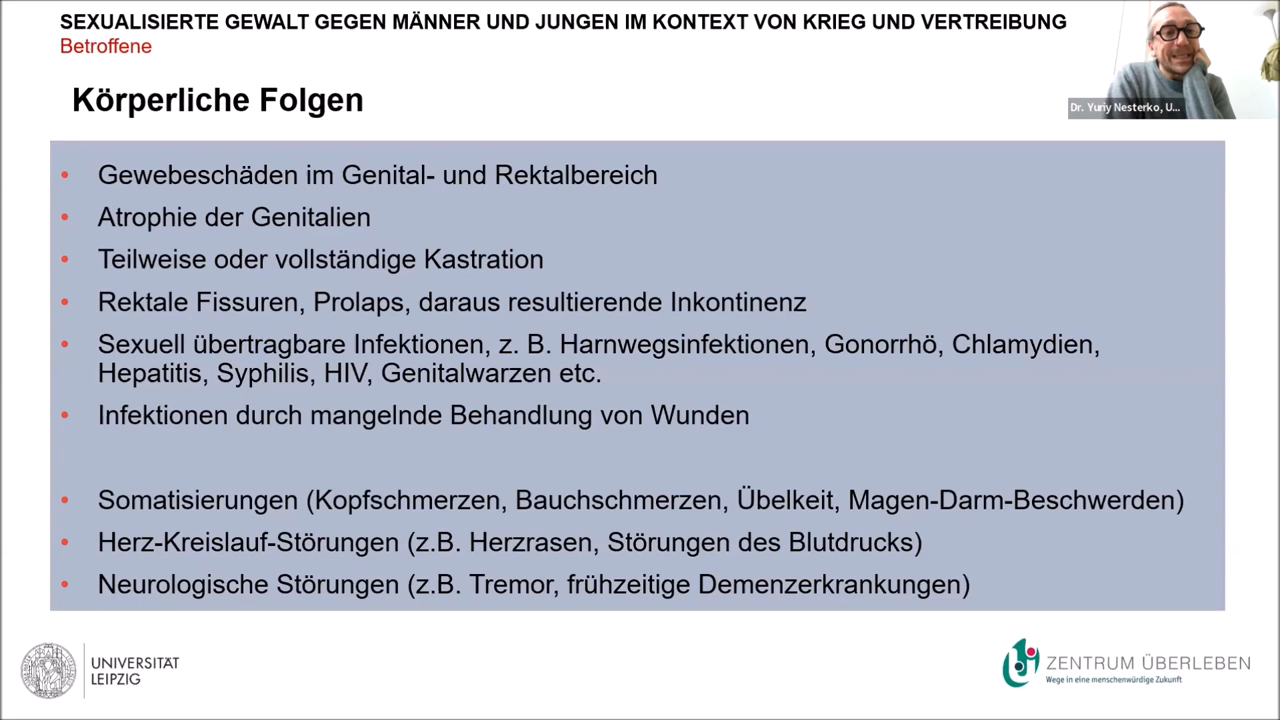 SEXUALISIERTE GEWALT GEGEN MÄNNER UND JUNGEN IM KONTEXT VON KRIEG UND VERTREIBUNG
Betroffene
Dr. Yuriy Nesterko, U...
Körperliche Folgen
• Gewebeschäden im Genital- und Rektalbereich
• Atrophie der Genitalien
• Teilweise oder vollständige Kastration
• Rektale Fissuren, Prolaps, daraus resultierende Inkontinenz
• Sexuell übertragbare Infektionen, z. B. Harnwegsinfektionen, Gonorrhö, Chlamydien,
Hepatitis, Syphilis, HIV, Genitalwarzen etc.
• Infektionen durch mangelnde Behandlung von Wunden
• Somatisierungen (Kopfschmerzen, Bauchschmerzen, Übelkeit, Magen-Darm-Beschwerden)
• Herz-Kreislauf-Störungen (z.B. Herzrasen, Störungen des Blutdrucks)
• Neurologische Störungen (z.B. Tremor, frühzeitige Demenzerkrankungen)
UNIVERSITÄT
LEIPZIG
ZENTRUM ÜBERLEBEN
Wege in eine menschenwürdige Zukunft